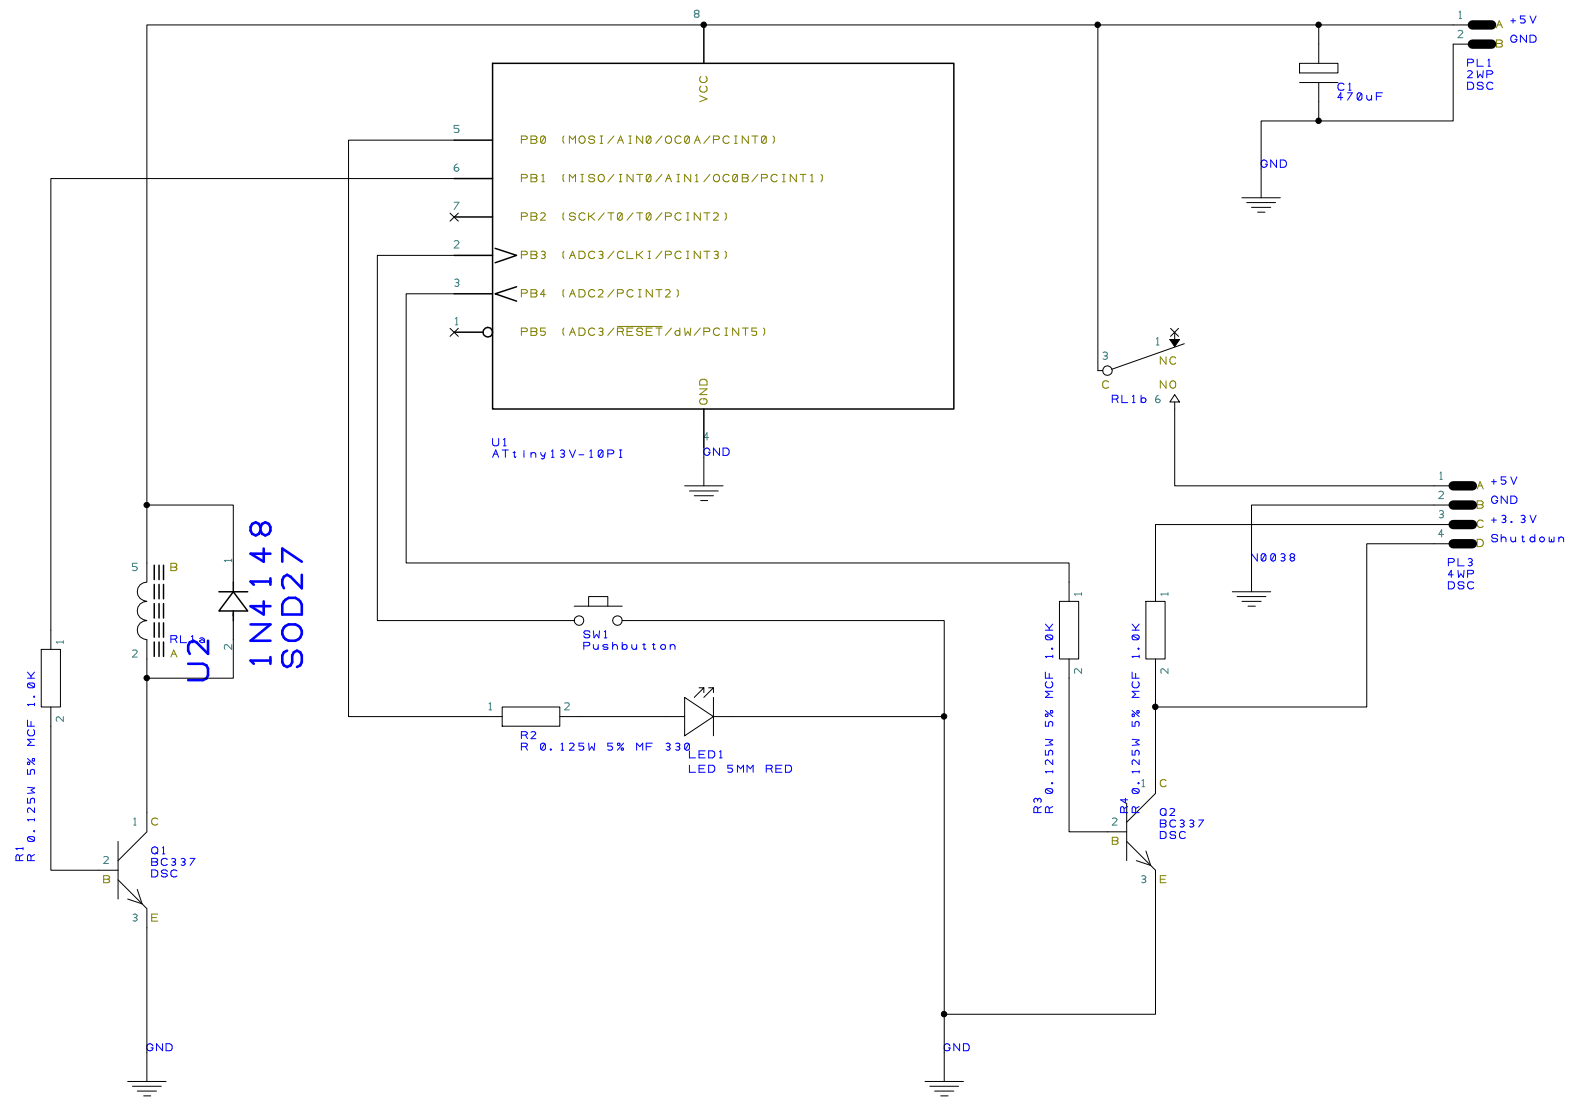 8
1
A +5V
2
B GND
PL1
2WP
DSC
C1
470uF
GND
VCC
5
PB0 (MOSI/AIN0/OC0A/PCINT0)
6
PB1 (MISO/INT0/AIN1/OC0B/PCINT1)
7
PB2 (SCK/T0/T0/PCINT2)
2
PB3 (ADC3/CLKI/PCINT3)
3
PB4 (ADC2/PCINT2)
1
PB5 (ADC3/RESET/dW/PCINT5)
GND
4
GND
U1
ATtiny13V-10PI
3
C
1
NC
NO
RL1b 6
1
A +5V
2
B GND
3
C +3.3V
4
D Shutdown
PL3
4WP
DSC
N0038
5
B
RL1a
2
A
1
2
U2
1N4148
SOD27
1
2
R1
R 0.125W 5% MCF 1.0K
SW1
Pushbutton
1
2
R2
R 0.125W 5% MF 330
LED1
LED 5MM RED
1
2
R3
R 0.125W 5% MCF 1.0K
2
R4
R 0.125W 5% MCF 1.0K
1
C
2
B
Q2
BC337
DSC
3
E
1
C
2
B
Q1
BC337
DSC
3
E
GND
GND